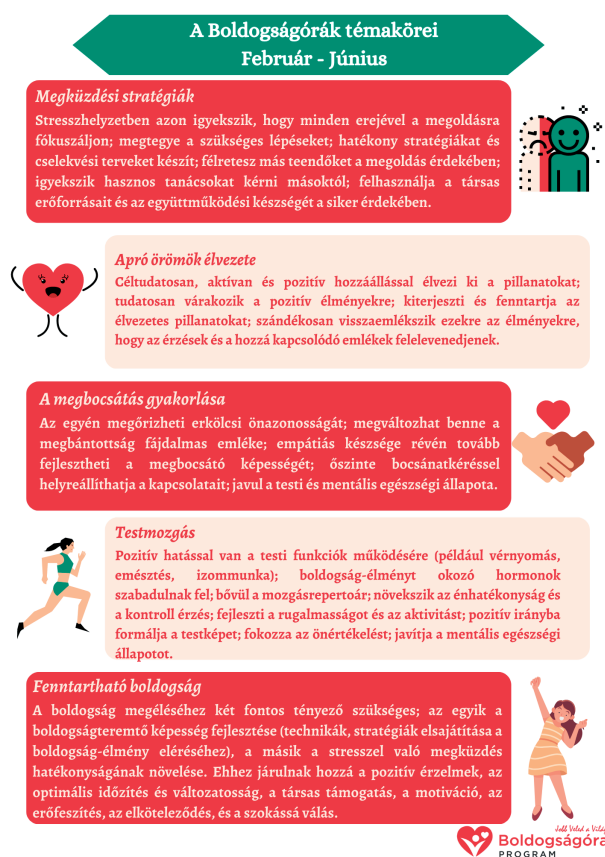 A Boldogságórák témakörei
Február - Június
Megküzdési stratégiák
Stresszhelyzetben azon igyekszik, hogy minden erejével a megoldásra
fókuszáljon; megtegye a szükséges lépéseket; hatékony stratégiákat és
cselekvési terveket készít; félretesz más teendőket a megoldás érdekében;
igyekszik hasznos tanácsokat kérni másoktól; felhasználja a társas
erőforrásait és az együttműködési készségét a siker érdekében.
Apró örömök élvezete
Céltudatosan, aktívan és pozitív hozzáállással élvezi ki a pillanatokat;
tudatosan várakozik a pozitív élményekre; kiterjeszti és fenntartja az
élvezetes pillanatokat; szándékosan visszaemlékszik ezekre az élményekre,
hogy az érzések és a hozzá kapcsolódó emlékek felelevenedjenek.
A megbocsátás gyakorlása
Az egyén megőrizheti erkölcsi önazonosságát; megváltozhat benne a
megbántottság fájdalmas emléke; empátiás készsége révén tovább
fejlesztheti a megbocsátó képességét; őszinte bocsánatkéréssel
helyreállíthatja a kapcsolatait; javul a testi és mentális egészségi állapota.
Testmozgás
Pozitív hatással van a testi funkciók működésére (például vérnyomás,
emésztés, izommunka); boldogság-élményt okozó hormonok
szabadulnak fel; bővül a mozgásrepertoár; növekszik az énhatékonyság és
a kontroll érzés; fejleszti a rugalmasságot és az aktivitást; pozitív irányba
formálja a testképet; fokozza az önértékelést; javítja a mentális egészségi
állapotot.
Fenntartható boldogság
A boldogság megéléséhez két fontos tényező szükséges; az egyik a
boldogságteremtő képesség fejlesztése (technikák, stratégiák elsajátítása a
boldogság-élmény eléréséhez), a másik a stresszel való megküzdés
hatékonyságának növelése. Ehhez járulnak hozzá a pozitív érzelmek, az
optimális időzítés és változatosság, a társas támogatás, a motiváció, az
erőfeszítés, az elköteleződés, és a szokássá válás.
Jobb Veled a Világ
Boldogságóra
PROGRAM